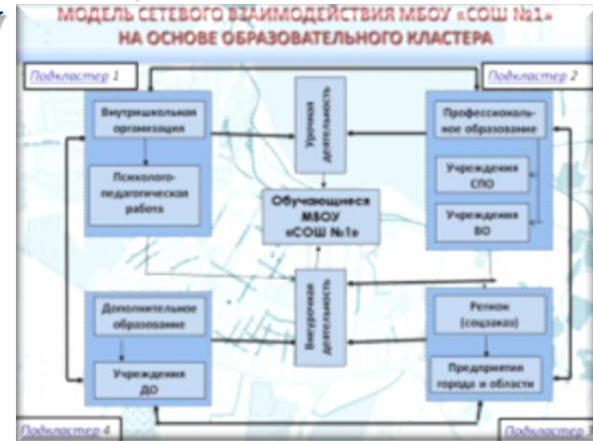 МОДЕЛЬ СЕТЕВОГО ВЗАИМОДЕЙСТВИЯ МБОУ «СОШ №1»
НА ОСНОВЕ ОБРАЗОВАТЕЛЬНОГО КЛАСТЕРА
Подкластер 1
Подкластер 2
Внутришкольная
организация
Психолого-
педагогическая
работа
Урочная
деятельность
Профессиональ-
ное образование
Учреждения
СПО
Учреждения
ВО
Обучающиеся
МБОУ
«СОШ №1»
Дополнительное
образование
Учреждения
ДО
Внеурочная
деятельность
Регион
(соцзаказ)
Предприятия
города и области
Подкластер 4
Подкластер 3